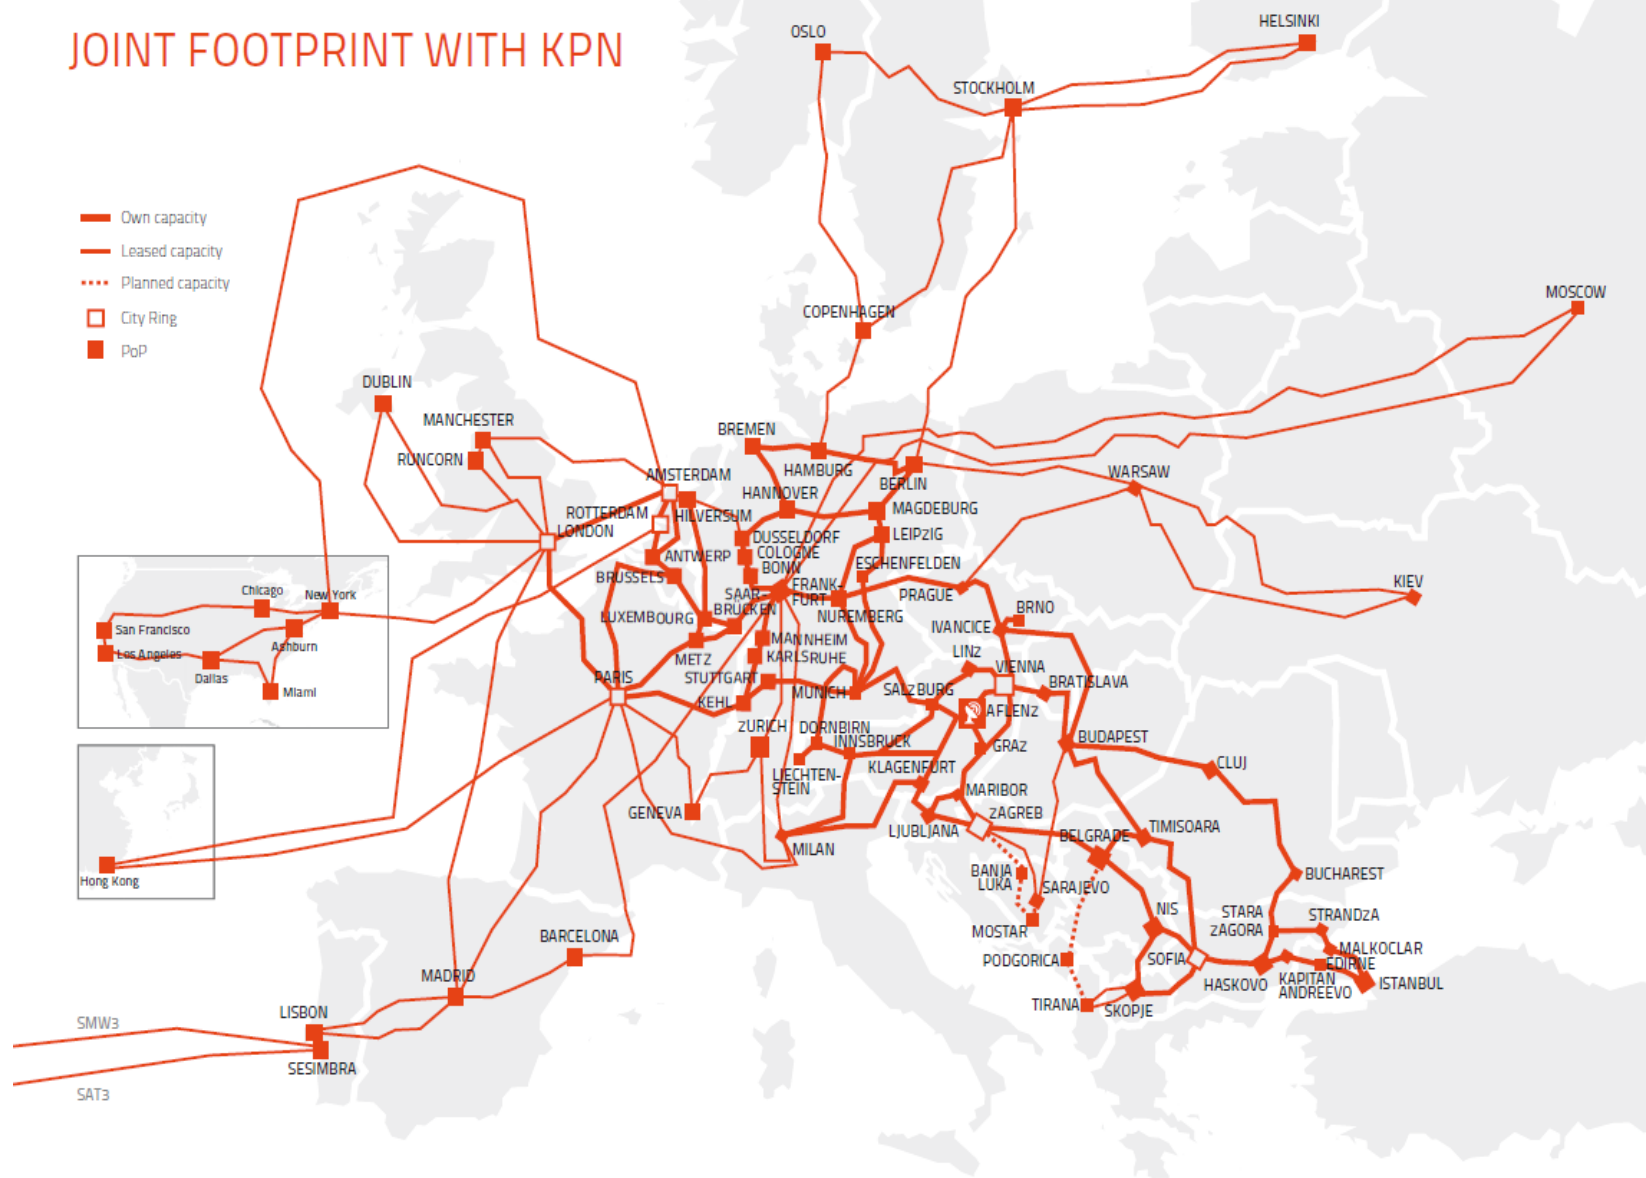 JOINT FOOTPRINT WITH KPN
OSLO
HELSINKI
STOCKHOLM
Own capacity
Leased capacity
Planned capacity
City Ring
PoP
MOSCOW
COPENHAGEN
DUBLIN
MANCHESTER
RUNCORN
BREMEN
HAMBURG
AMSTERDAM
BERLIN
WARSAW
HANNOVER
ROTTERDAM
HILVERSUM
MAGDEBURG
LONDON
DUSSELDORF
LEIPZIG
ANTWERP
COLOGNE
BONN
ESCHENFELDEN
BRUSSELS
FRANK-
FURT
PRAGUE
KIEV
SAAR-
BRÜCKEN
LUXEMBOURG
NUREMBERG
BRNO
IVANCICE
Chicago
New York
San Francisco
Los Angeles
Ashburn
Dallas
Miami
MANNHEIM
METZ
KARLSRUHE
LINZ
VIENNA
PARIS
STUTTGART
MUNICH
SALZBURG
BRATISLAVA
KEHL
AFLENZ
ZURICH
DORNBIRN
INNSBRUCK
GRAZ
BUDAPEST
CLUJ
LIECHTEN-
STEIN
KLAGENFURT
MARIBOR
GENEVA
ZAGREB
LJUBLJANA
BELGRADE
TIMISOARA
MILAN
BANJA
LUKA
SARAJEVO
BUCHAREST
Hong Kong
NIS
STARA
ZAGORA
STRANDZA
MOSTAR
BARCELONA
MALKOCLAR
PODGORICA
SOFIA
EDIRNE
MADRID
HASKOVO
KAPITAN
ANDREEVO
ISTANBUL
TIRANA
SKOPJE
LISBON
SMW3
SESIMBRA
SAT3